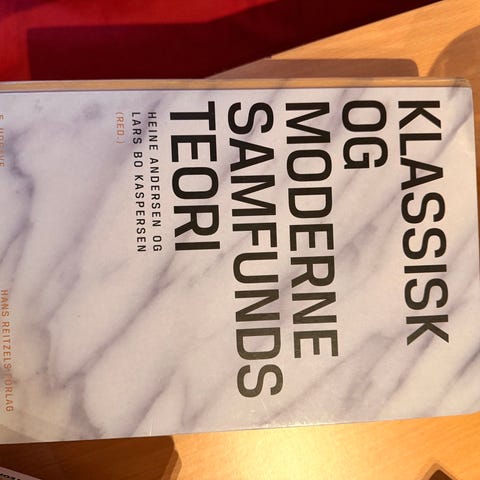 KLASSISK
OG
MODERNE
SAMFUNDS
TEORI
HEINE ANDERSEN OG
LARS BO KASPERSEN
(RED.)
HANS REITZELS FORLAG